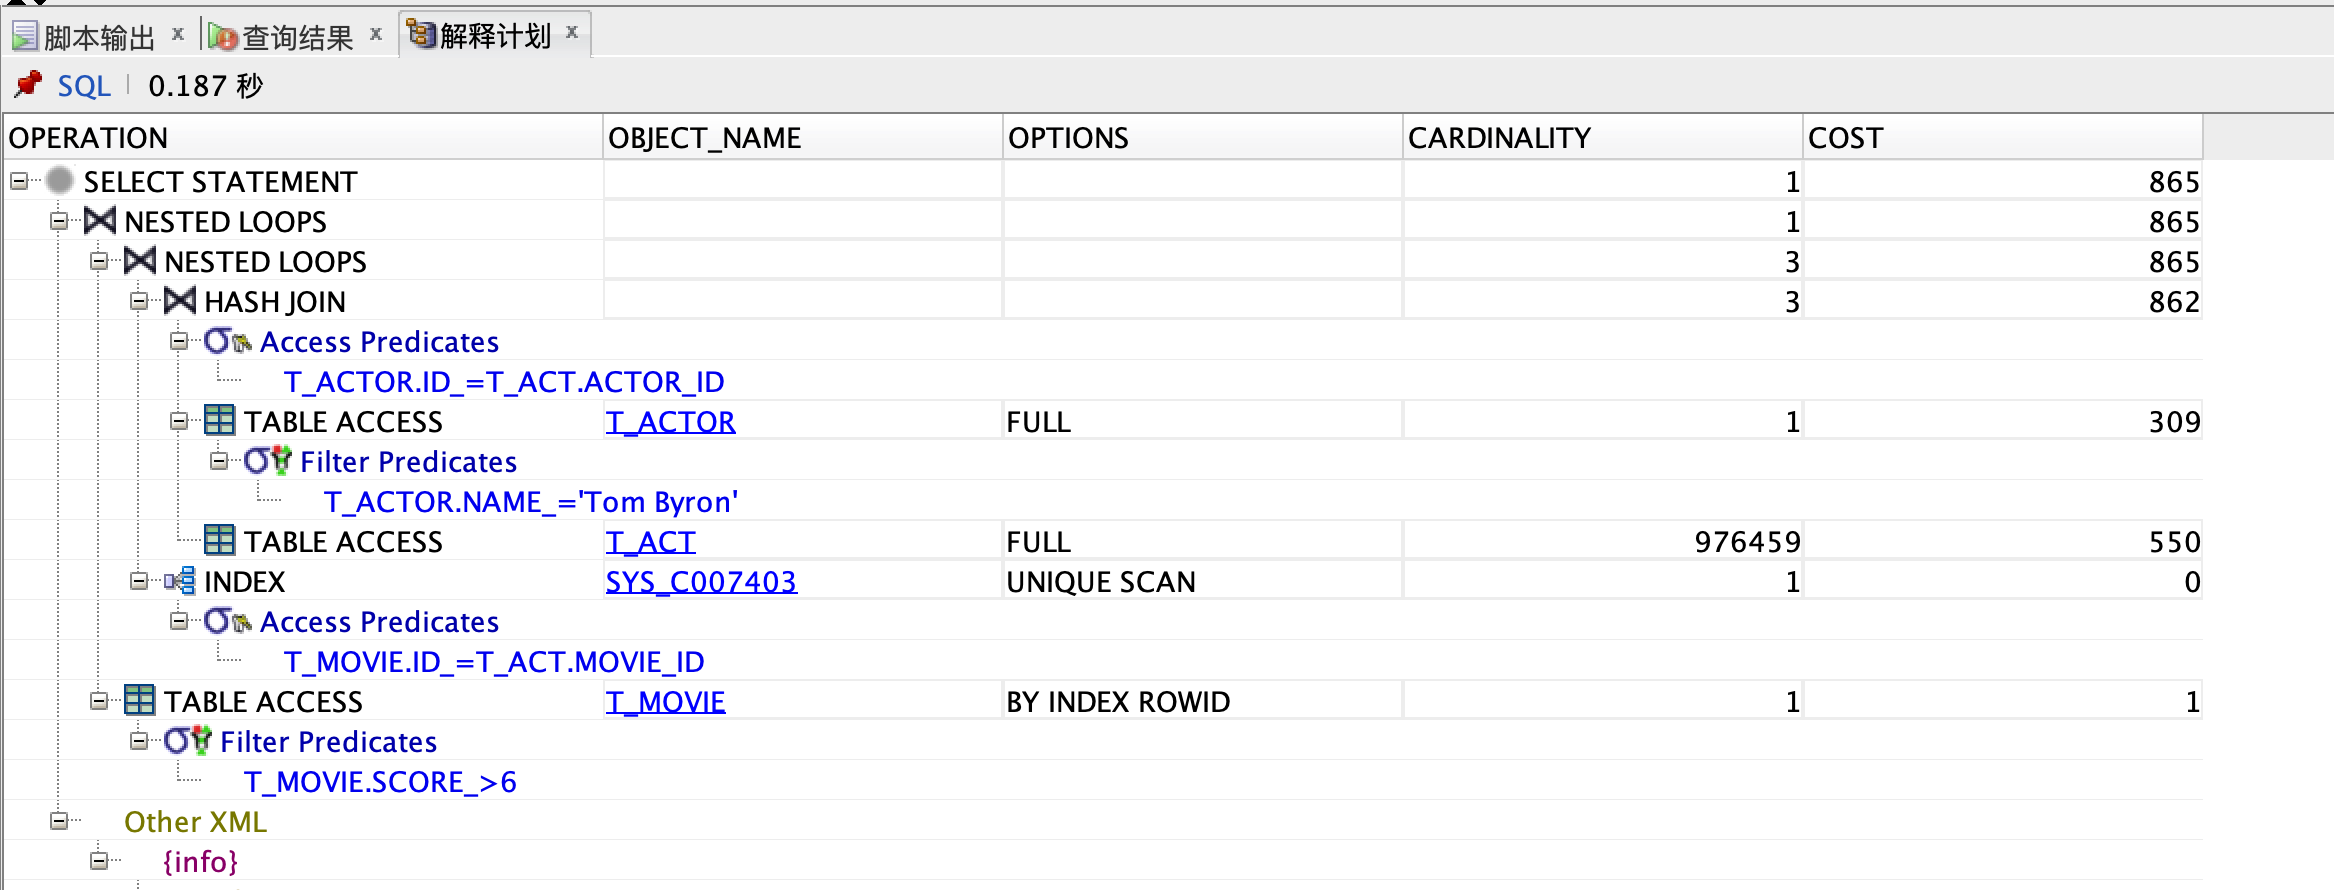 脚本输出 x 查询结果 x 解释计划 x
SQL | 0.187 秒
OPERATION OBJECT_NAME OPTIONS CARDINALITY COST
SELECT STATEMENT 1 865
NESTED LOOPS 1 865
NESTED LOOPS 3 865
HASH JOIN 3 862
Access Predicates
T_ACTOR.ID_=T_ACT.ACTOR_ID
TABLE ACCESS T_ACTOR FULL 1 309
Filter Predicates
T_ACTOR.NAME_='Tom Byron'
TABLE ACCESS T_ACT FULL 976459 550
INDEX SYS_C007403 UNIQUE SCAN 1 0
Access Predicates
T_MOVIE.ID_=T_ACT.MOVIE_ID
TABLE ACCESS T_MOVIE BY INDEX ROWID 1 1
Filter Predicates
T_MOVIE.SCORE_>6
Other XML
{info}